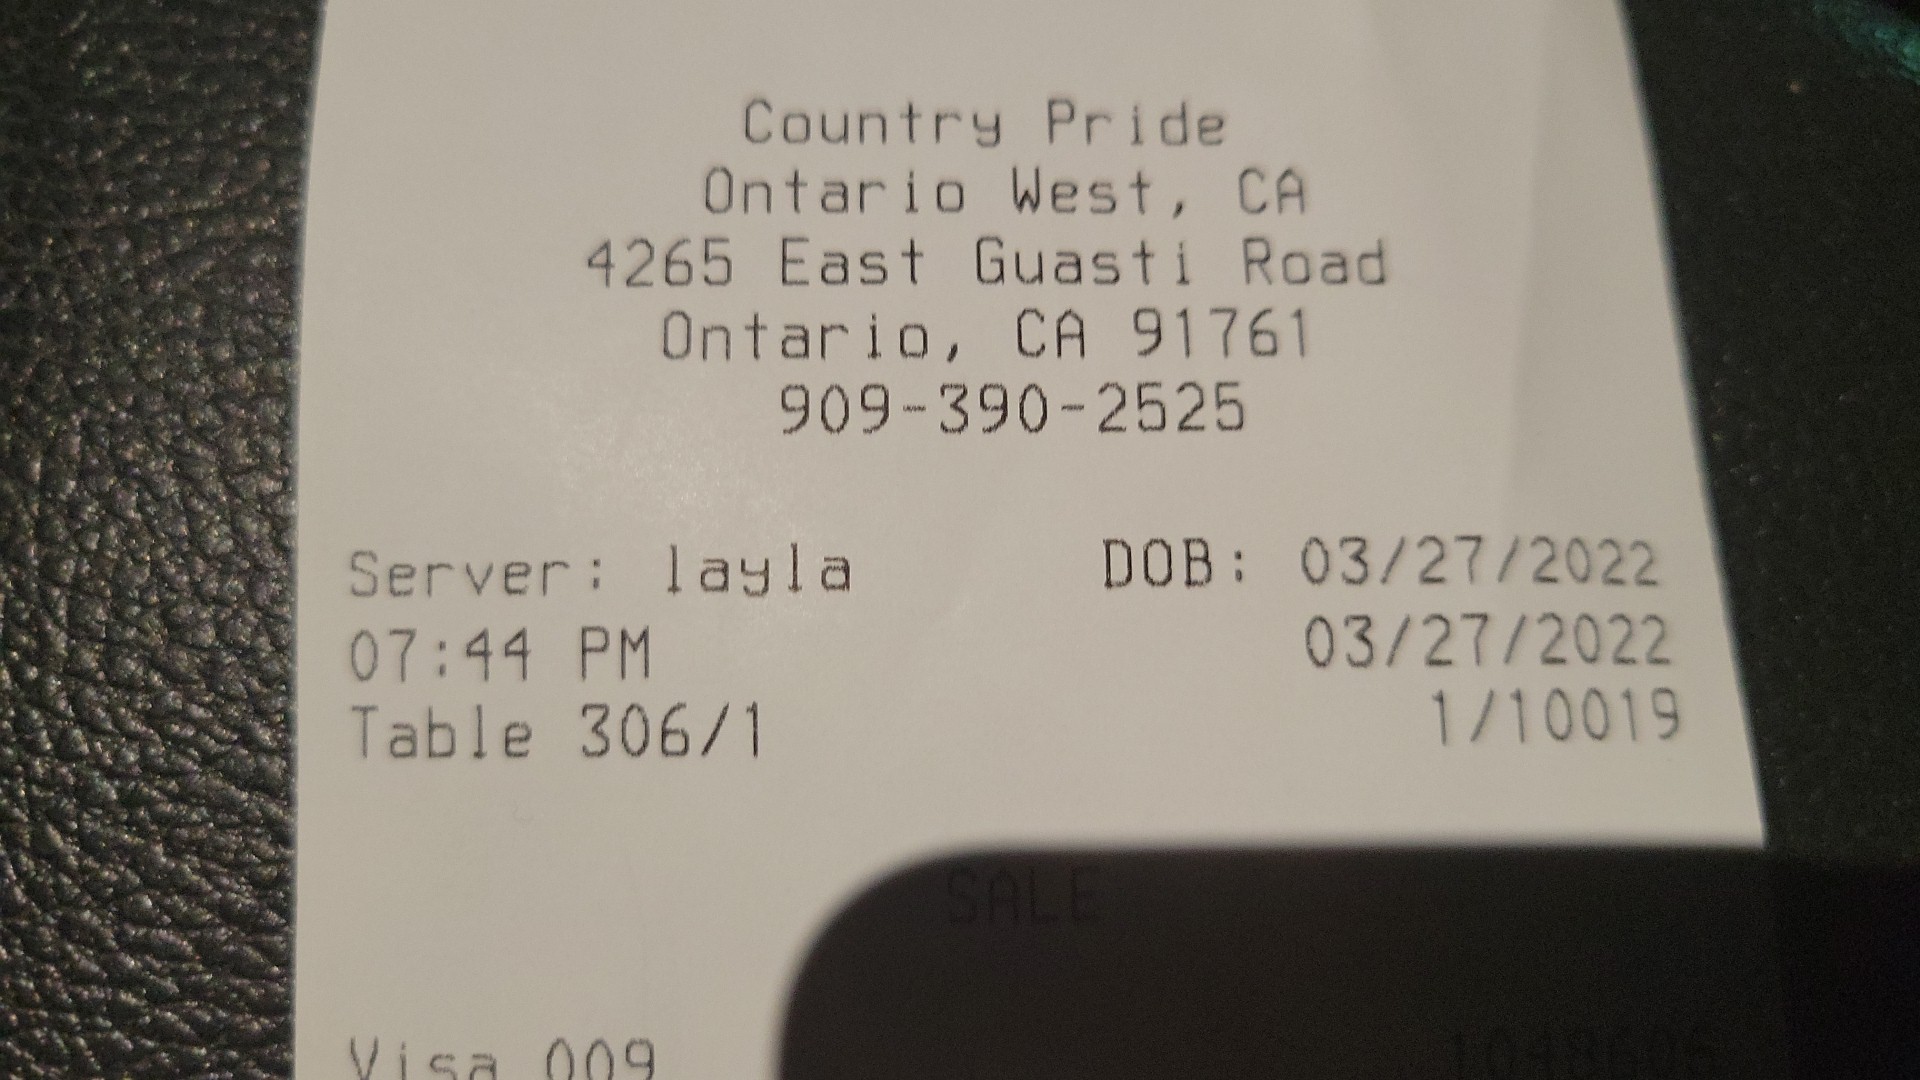 Country Pride
Ontario West, CA
4265 East Guasti Road
Ontario, CA 91761
909-390-2525
Server: layla DOB: 03/27/2022
07:44 PM 03/27/2022
Table 306/1 1/10019
SALE
Visa 009